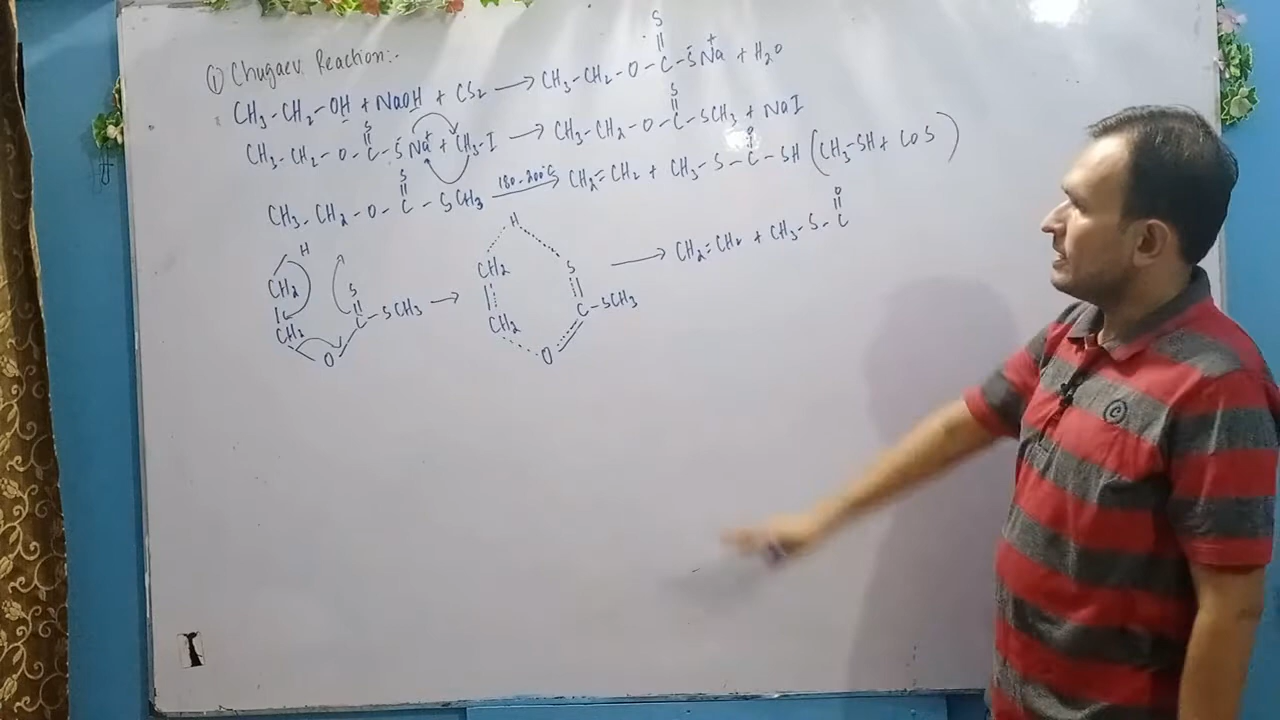 ① Chugaev Reaction:-
CH₃-CH₂-OH + NaOH + CS₂ → CH₃-CH₂-O-C(=S)-S⁻Na⁺ + H₂O
CH₃-CH₂-O-C(=S)-S⁻Na⁺ + CH₃-I → CH₃-CH₂-O-C(=S)-SCH₃ + NaI
CH₃-CH₂-O-C(=S)-SCH₃ 180-200°C → CH₂=CH₂ + CH₃-S-C(=O)-SH (CH₃-SH + COS)
H CH₂ CH₂ O C S -SCH₃ → H CH₂ CH₂ O C S -SCH₃ → CH₂=CH₂ + CH₃-S-C(=O)
I
C